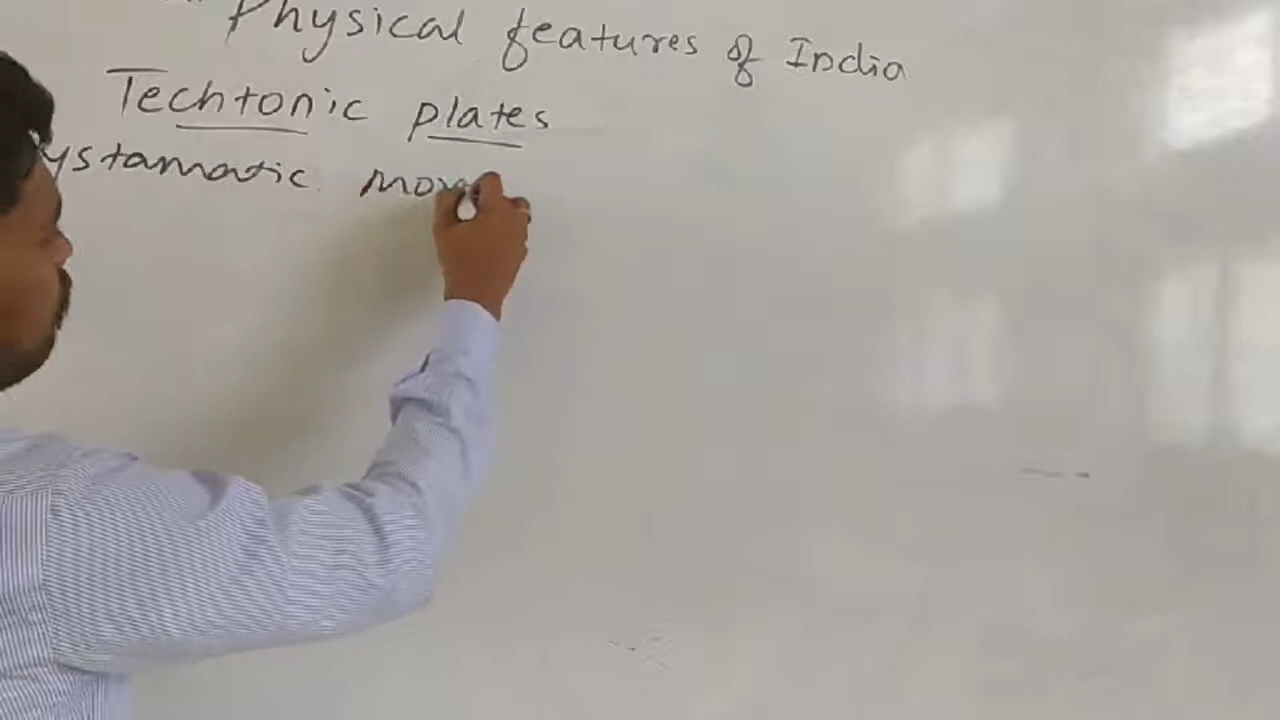 Physical features of India
Techtonic plates
ystamatic mov